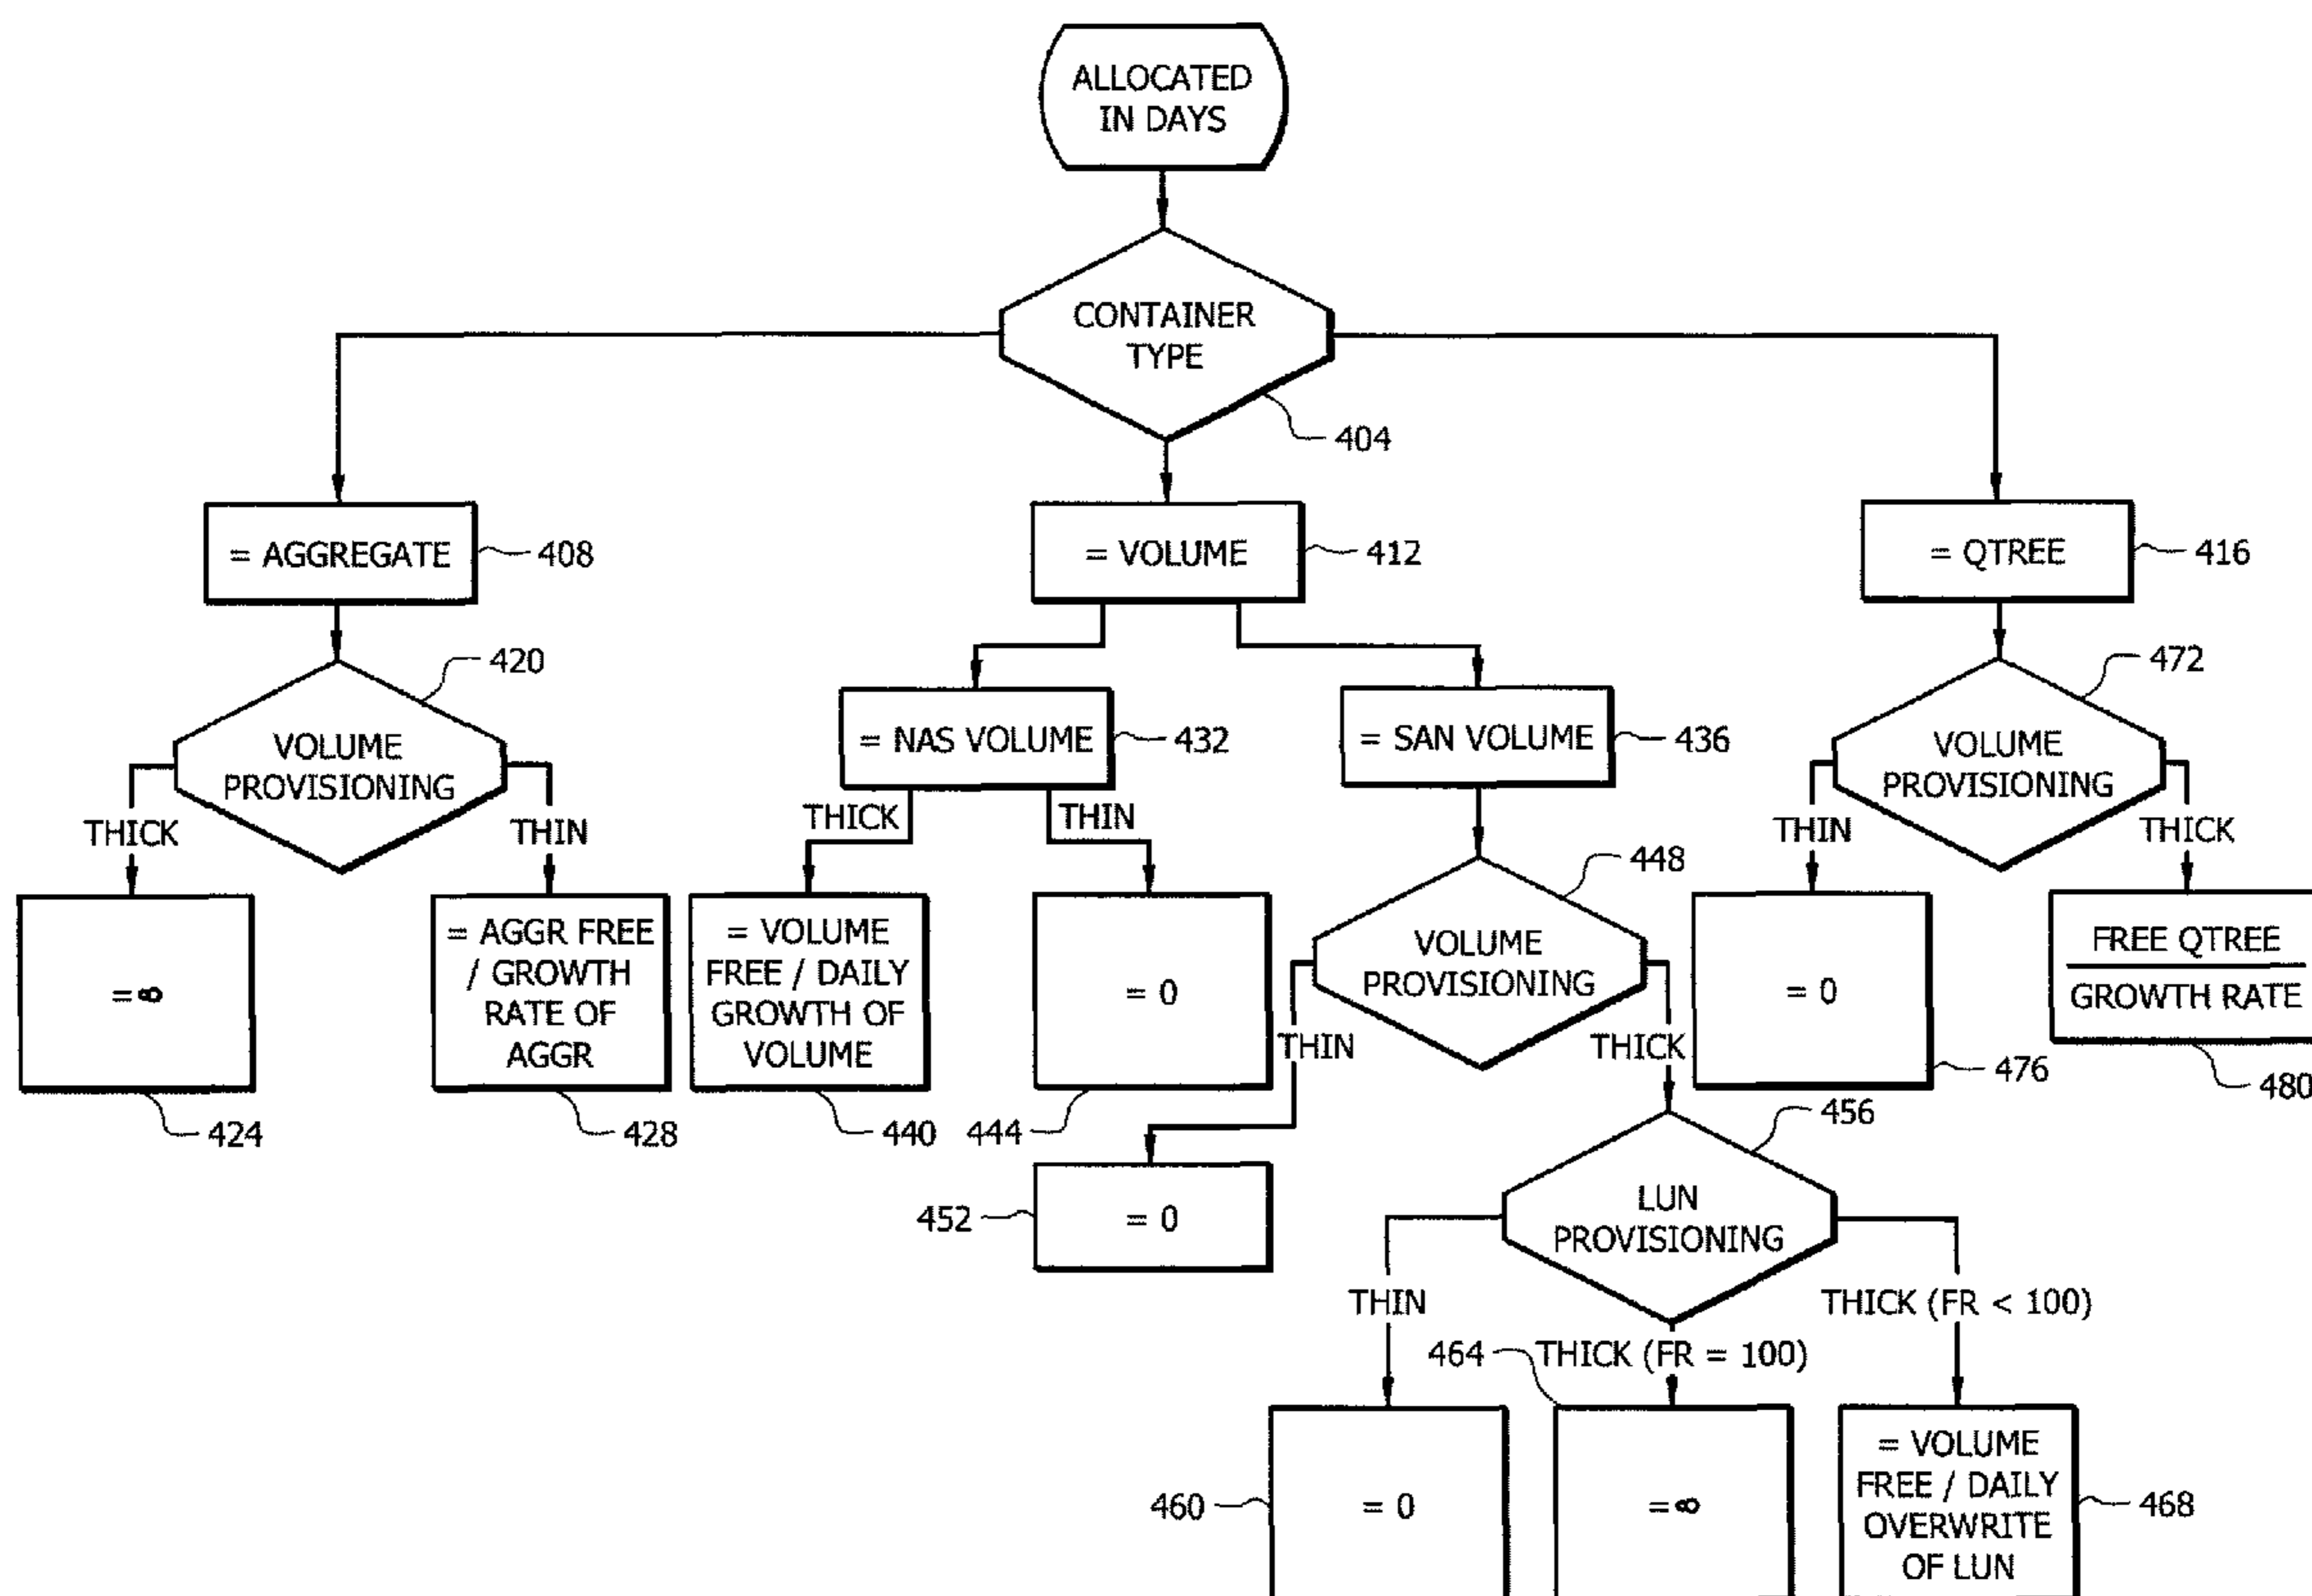 ALLOCATED
IN DAYS
CONTAINER
TYPE
404
= AGGREGATE
408
= VOLUME
412
= QTREE
416
420
VOLUME
PROVISIONING
THICK
THIN
= ∞
424
= AGGR FREE
/ GROWTH
RATE OF
AGGR
428
= NAS VOLUME
432
THICK
THIN
= VOLUME
FREE / DAILY
GROWTH OF
VOLUME
440
= 0
444
= SAN VOLUME
436
448
VOLUME
PROVISIONING
THIN
THICK
452
= 0
456
LUN
PROVISIONING
THIN
464
THICK (FR = 100)
THICK (FR < 100)
460
= 0
= ∞
= VOLUME
FREE / DAILY
OVERWRITE
OF LUN
468
472
VOLUME
PROVISIONING
THIN
THICK
= 0
476
FREE QTREE
GROWTH RATE
480